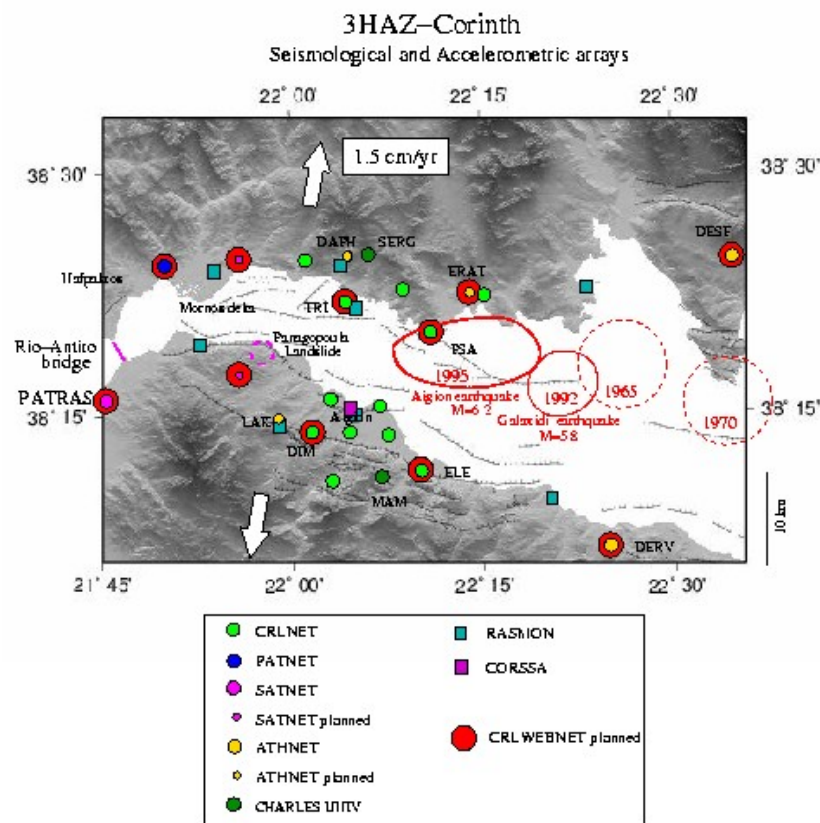 3HAZ–Corinth
Seismological and Accelerometric arrays
22° 00'
22° 15'
22° 30'
1.5 cm/yr
38° 30'
38° 30'
DESF
DAPH
SERG
ERAT
Mornos delta
TRI
Panagopoula
Landslide
PSA
Rio–Antiro
bridge
1995
Aigion earthquake
M=6.2
1992
1965
Galaxidi earthquake
M=5.8
1970
PATRAS
38° 15'
38° 15'
LAK
Aigion
DIM
ELE
MAM
10 km
DERV
21° 45'
22° 00'
22° 15'
22° 30'
CRLNET
PATNET
SATNET
SATNET planned
ATHNET
ATHNET planned
CHARLES UNIV
RASMON
CORSSA
CRLWEBNET planned